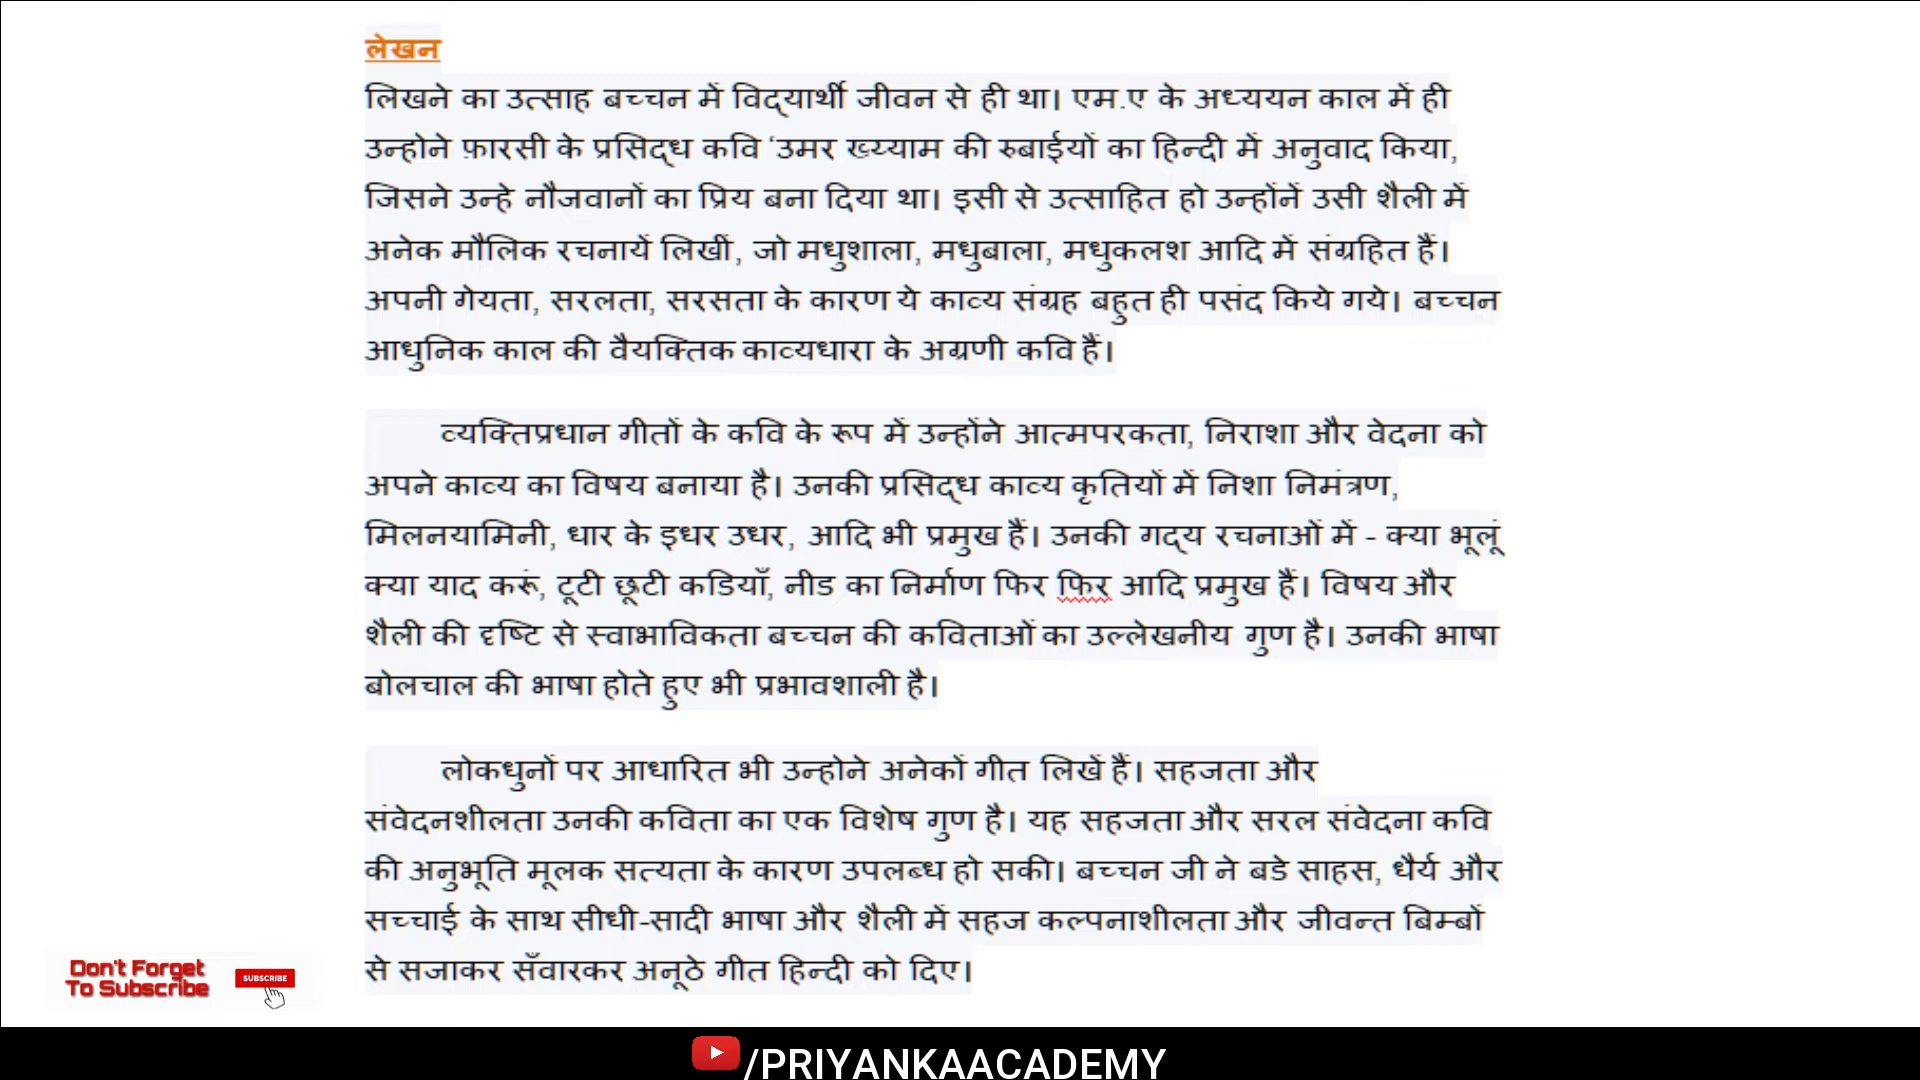 लेखन
लिखने का उत्साह बच्चन में विद्यार्थी जीवन से ही था। एम.ए के अध्ययन काल में ही
उन्होने फ़ारसी के प्रसिद्ध कवि ‘उमर ख्य्याम की रुबाईयों का हिन्दी में अनुवाद किया,
जिसने उन्हे नौजवानों का प्रिय बना दिया था। इसी से उत्साहित हो उन्होंनें उसी शैली में
अनेक मौलिक रचनायें लिखीं, जो मधुशाला, मधुबाला, मधुकलश आदि में संग्रहित हैं।
अपनी गेयता, सरलता, सरसता के कारण ये काव्य संग्रह बहुत ही पसंद किये गये। बच्चन
आधुनिक काल की वैयक्तिक काव्यधारा के अग्रणी कवि हैं।
व्यक्तिप्रधान गीतों के कवि के रूप में उन्होंने आत्मपरकता, निराशा और वेदना को
अपने काव्य का विषय बनाया है। उनकी प्रसिद्ध काव्य कृतियों में निशा निमंत्रण,
मिलनयामिनी, धार के इधर उधर, आदि भी प्रमुख हैं। उनकी गद्य रचनाओं में - क्या भूलूं
क्या याद करूं, टूटी छूटी कडियाँ, नीड का निर्माण फिर फिर आदि प्रमुख हैं। विषय और
शैली की दृष्टि से स्वाभाविकता बच्चन की कविताओं का उल्लेखनीय गुण है। उनकी भाषा
बोलचाल की भाषा होते हुए भी प्रभावशाली है।
लोकधुनों पर आधारित भी उन्होने अनेकों गीत लिखें हैं। सहजता और
संवेदनशीलता उनकी कविता का एक विशेष गुण है। यह सहजता और सरल संवेदना कवि
की अनुभूति मूलक सत्यता के कारण उपलब्ध हो सकी। बच्चन जी ने बडे साहस, धैर्य और
सच्चाई के साथ सीधी-सादी भाषा और शैली में सहज कल्पनाशीलता और जीवन्त बिम्बों
से सजाकर सँवारकर अनूठे गीत हिन्दी को दिए।
Don't Forget
To Subscribe
SUBSCRIBE
/PRIYANKAACADEMY